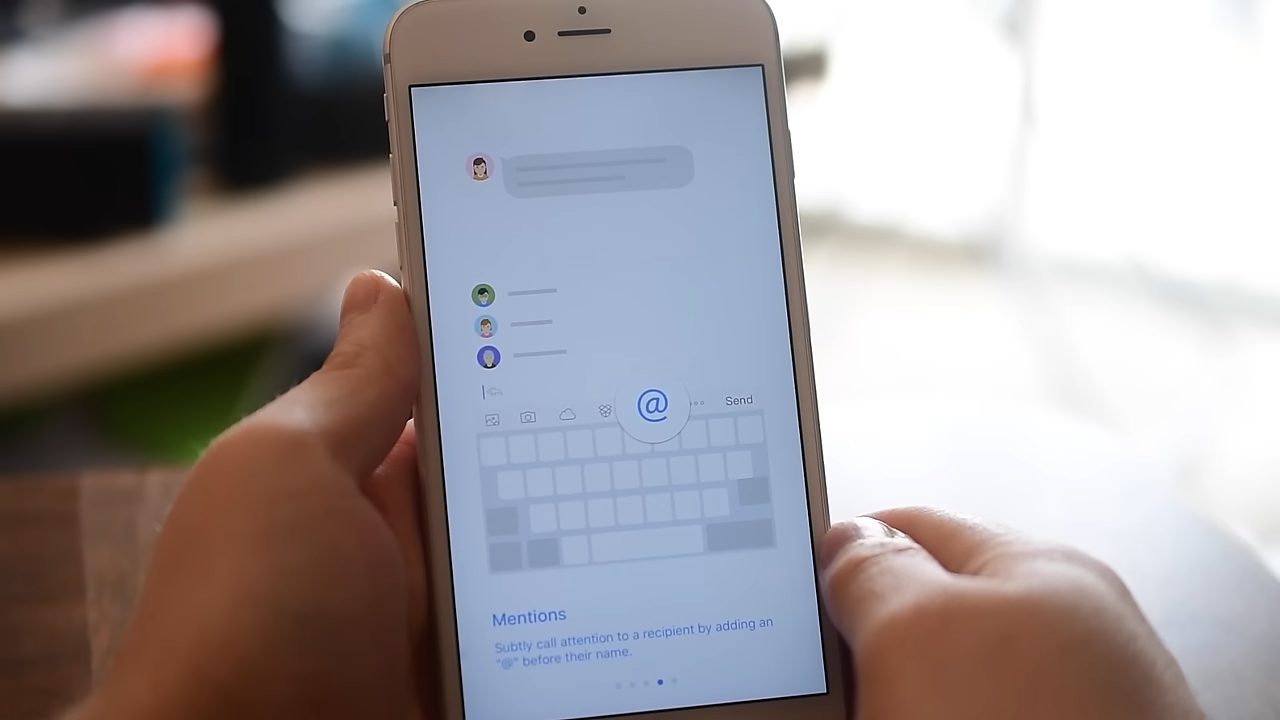 @
Send
Mentions
Subtly call attention to a recipient by adding an
"@" before their name.